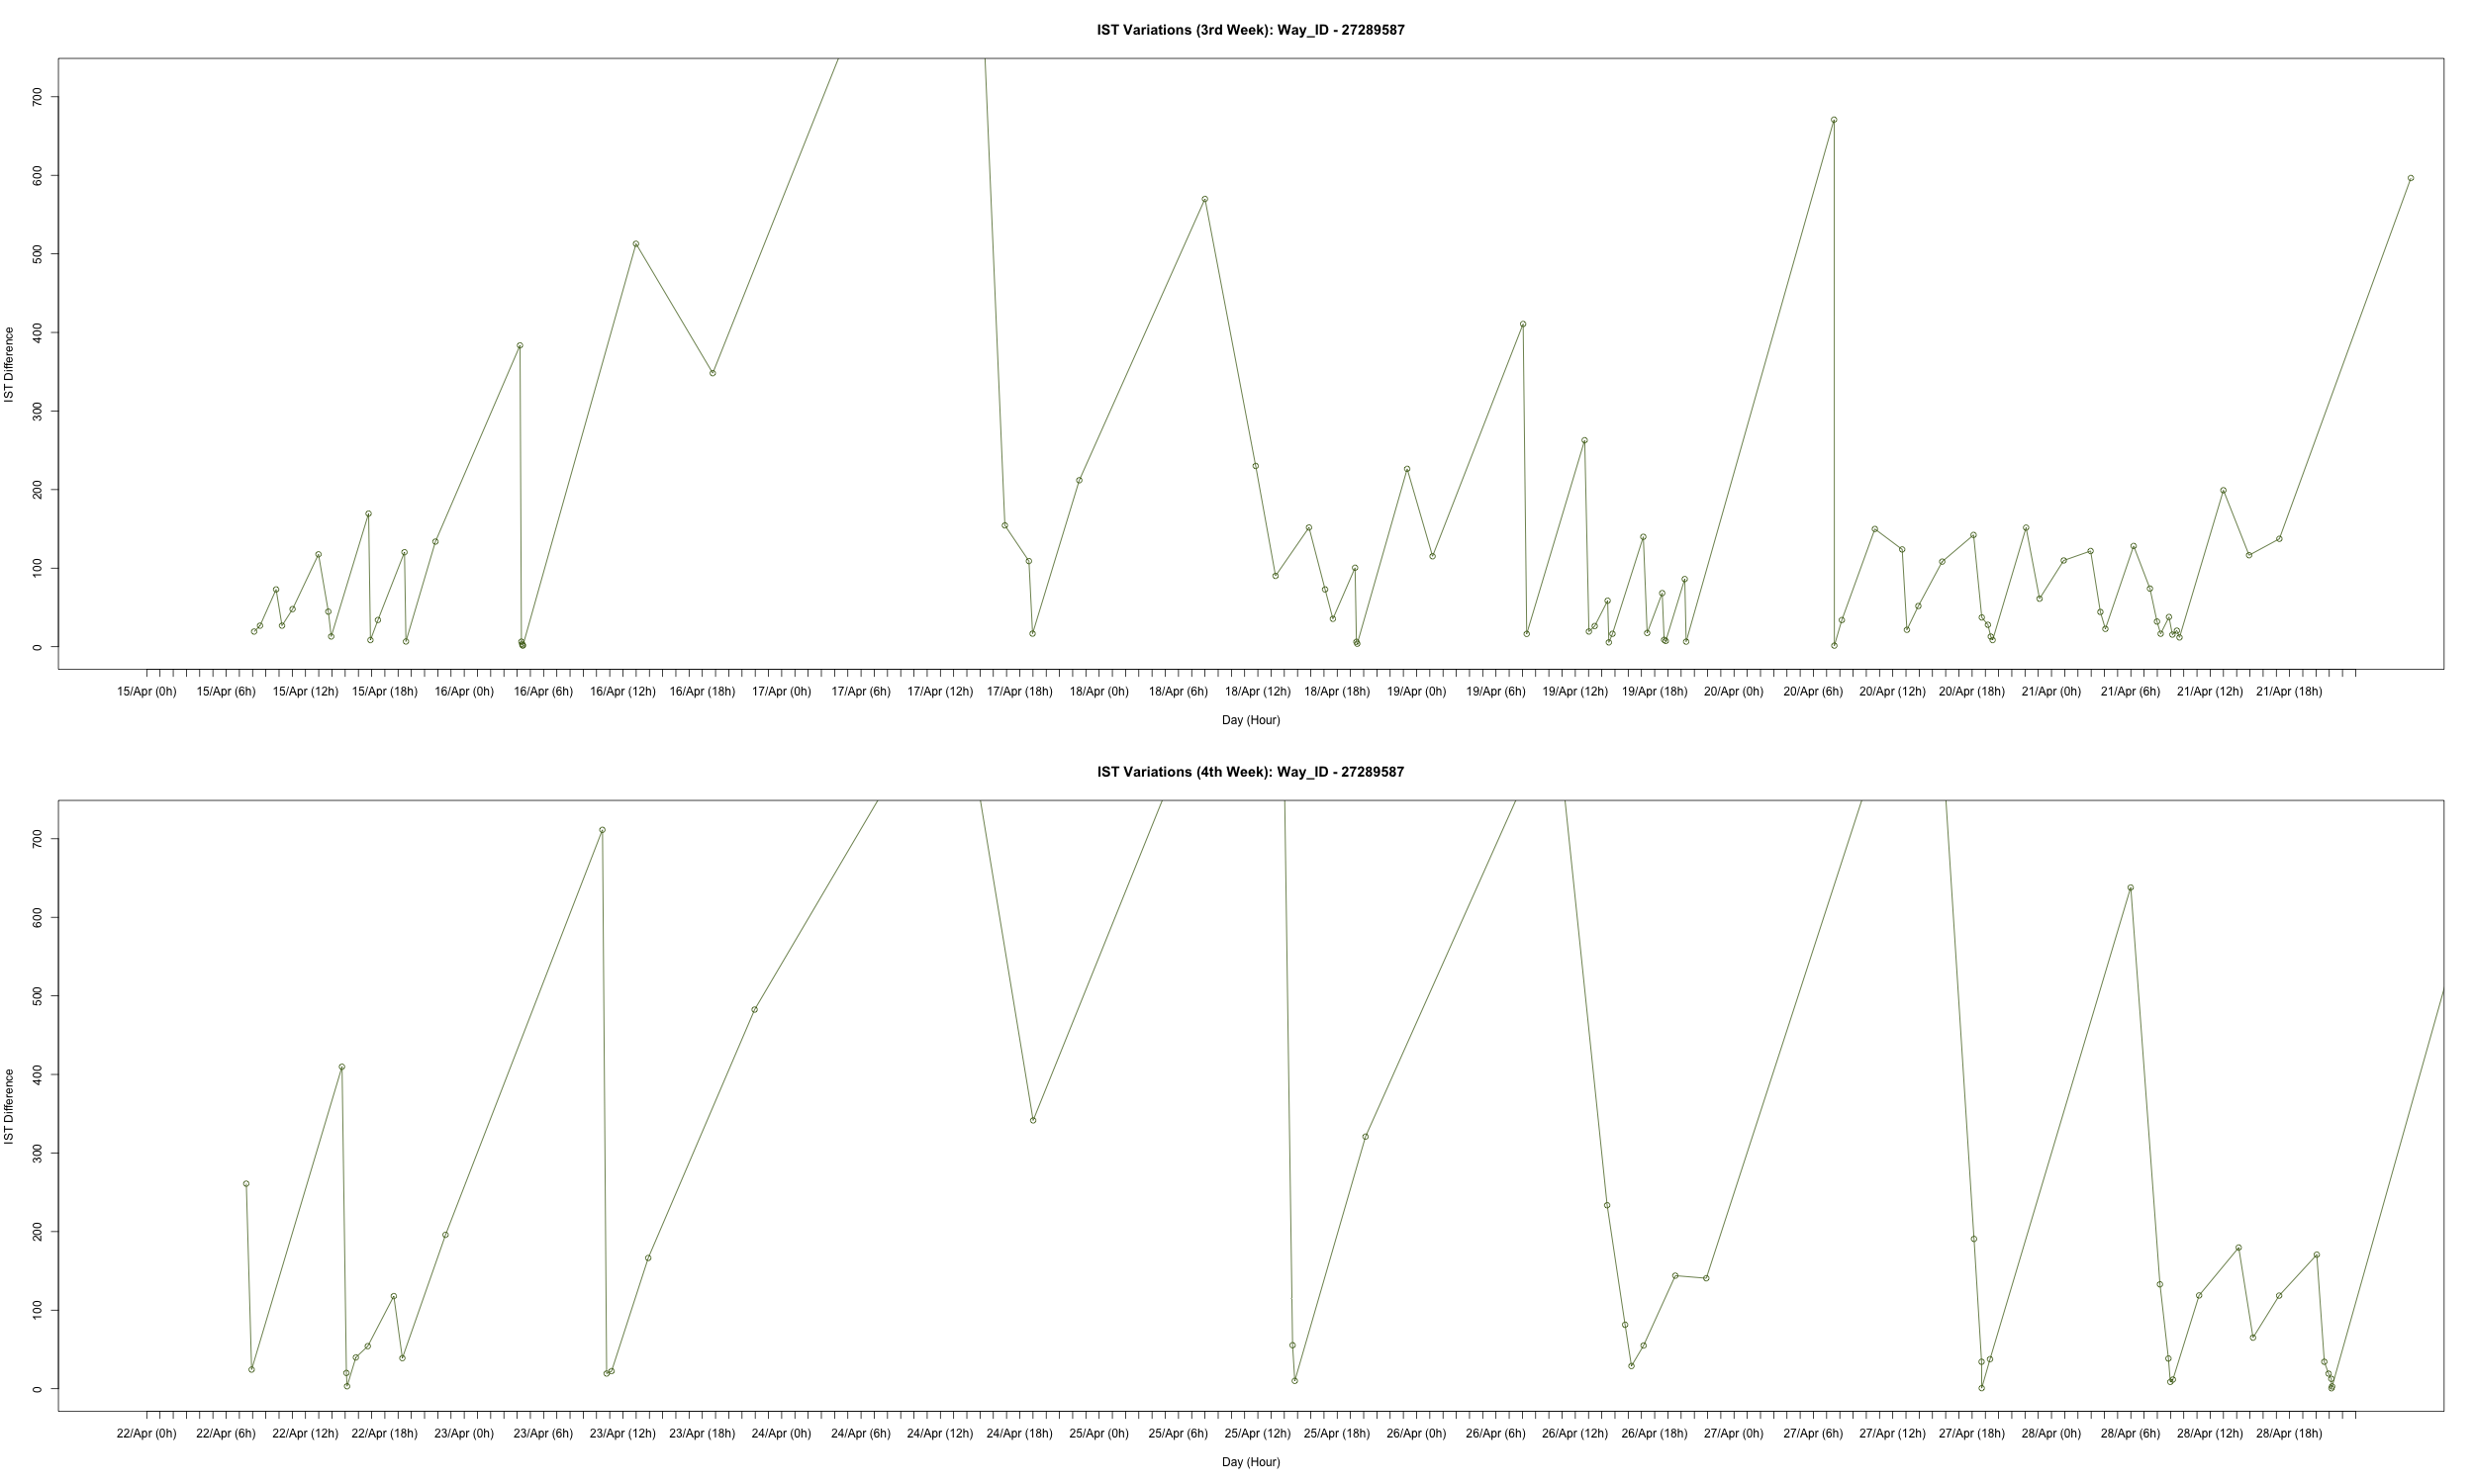 IST Variations (3rd Week): Way_ID - 27289587
700
600
500
400
300
200
100
0
IST Difference
15/Apr (0h) 15/Apr (6h) 15/Apr (12h) 15/Apr (18h) 16/Apr (0h) 16/Apr (6h) 16/Apr (12h) 16/Apr (18h) 17/Apr (0h) 17/Apr (6h) 17/Apr (12h) 17/Apr (18h) 18/Apr (0h) 18/Apr (6h) 18/Apr (12h) 18/Apr (18h) 19/Apr (0h) 19/Apr (6h) 19/Apr (12h) 19/Apr (18h) 20/Apr (0h) 20/Apr (6h) 20/Apr (12h) 20/Apr (18h) 21/Apr (0h) 21/Apr (6h) 21/Apr (12h) 21/Apr (18h)
Day (Hour)
IST Variations (4th Week): Way_ID - 27289587
700
600
500
400
300
200
100
0
IST Difference
22/Apr (0h) 22/Apr (6h) 22/Apr (12h) 22/Apr (18h) 23/Apr (0h) 23/Apr (6h) 23/Apr (12h) 23/Apr (18h) 24/Apr (0h) 24/Apr (6h) 24/Apr (12h) 24/Apr (18h) 25/Apr (0h) 25/Apr (6h) 25/Apr (12h) 25/Apr (18h) 26/Apr (0h) 26/Apr (6h) 26/Apr (12h) 26/Apr (18h) 27/Apr (0h) 27/Apr (6h) 27/Apr (12h) 27/Apr (18h) 28/Apr (0h) 28/Apr (6h) 28/Apr (12h) 28/Apr (18h)
Day (Hour)